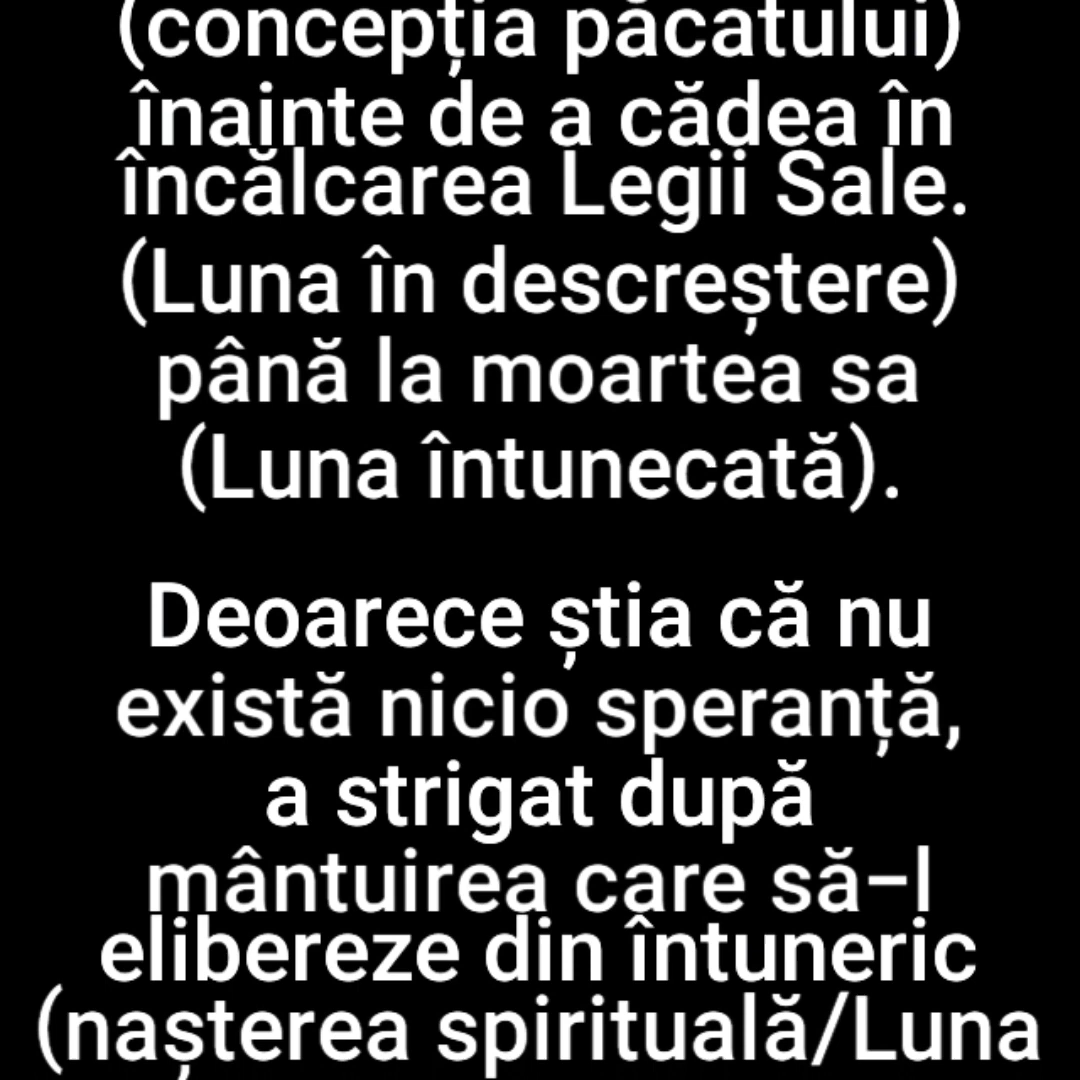 (concepția păcatului)
înainte de a cădea în
încălcarea Legii Sale.
(Luna în descreștere)
până la moartea sa
(Luna întunecată).
Deoarece știa că nu
există nicio speranță,
a strigat după
mântuirea care să-l
elibereze din întuneric
(nașterea spirituală/Luna